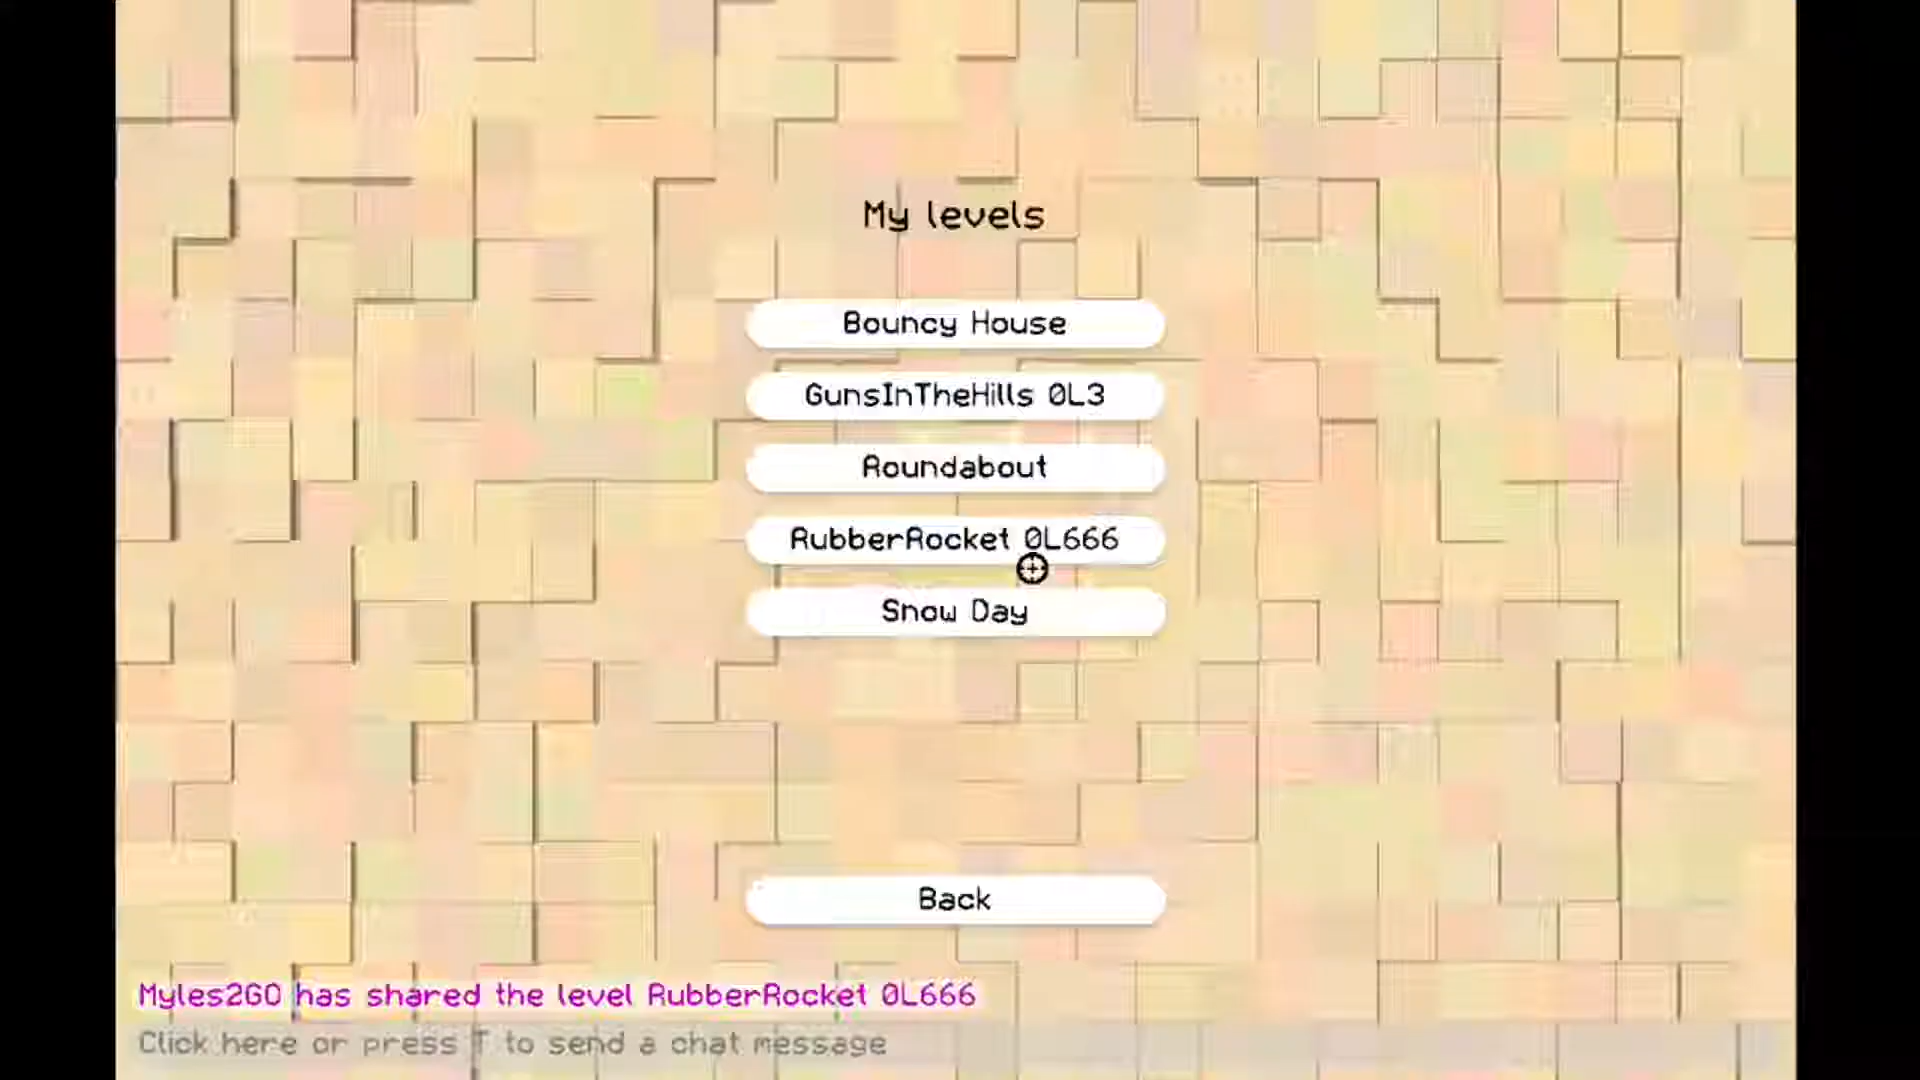 My levels
Bouncy House
GunsInTheHills 0L3
Roundabout
RubberRocket 0L666
Snow Day
Back
Myles2GO has shared the level RubberRocket 0L666
Click here or press T to send a chat message